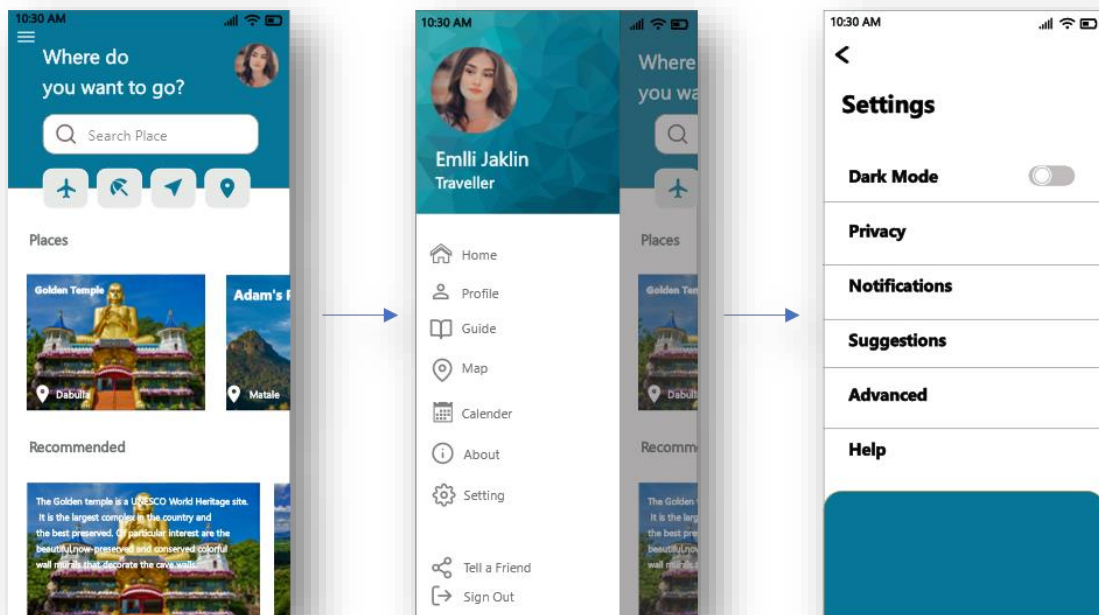 10:30 AM
Where do
you want to go?
Search Place
Places
Golden Temple
Dabulla
Adam's P
Matale
Recommended
The Golden temple is a UNESCO World Heritage site.
It is the largest complex in the country and
the best preserved. Of particular interest are the
beautiful,now-preserved and conserved colorful
wall murals that decorate the cave walls.
10:30 AM
Emlli Jaklin
Traveller
Home
Profile
Guide
Map
Calender
About
Setting
Tell a Friend
Sign Out
Where
you wa
Places
Golden Ten
Dabull
Recomm
The Golden
It is the larg
the best pre
beautiful,nov
wall murals
10:30 AM
Settings
Dark Mode
Privacy
Notifications
Suggestions
Advanced
Help